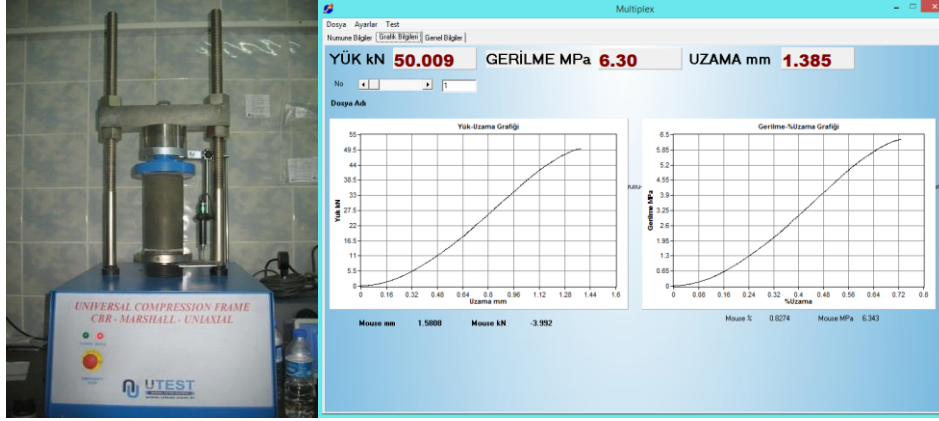 UNIVERSAL COMPRESSION FRAME
CBR - MARSHALL - UNIAXIAL
UTEST
Multiplex
Dosya Ayarlar Test
Numune Bilgiler Grafik Bilgileri Genel Bilgiler
YÜK kN 50.009 GERİLME MPa 6.30 UZAMA mm 1.385
No 1
Dosya Adı
Yük-Uzama Grafiği
Yük kN
55
49.5
44
38.5
33
27.5
22
16.5
11
5.5
0
0 0.16 0.32 0.48 0.64 0.8 0.96 1.12 1.28 1.44 1.6
Uzama mm
Mouse mm 1.5808 Mouse kN -3.992
Gerilme-%Uzama Grafiği
Gerilme MPa
6.5
5.85
5.2
4.55
3.9
3.25
2.6
1.95
1.3
0.65
0
0 0.08 0.16 0.24 0.32 0.4 0.48 0.56 0.64 0.72 0.8
%Uzama
Mouse % 0.8274 Mouse MPa 6.343